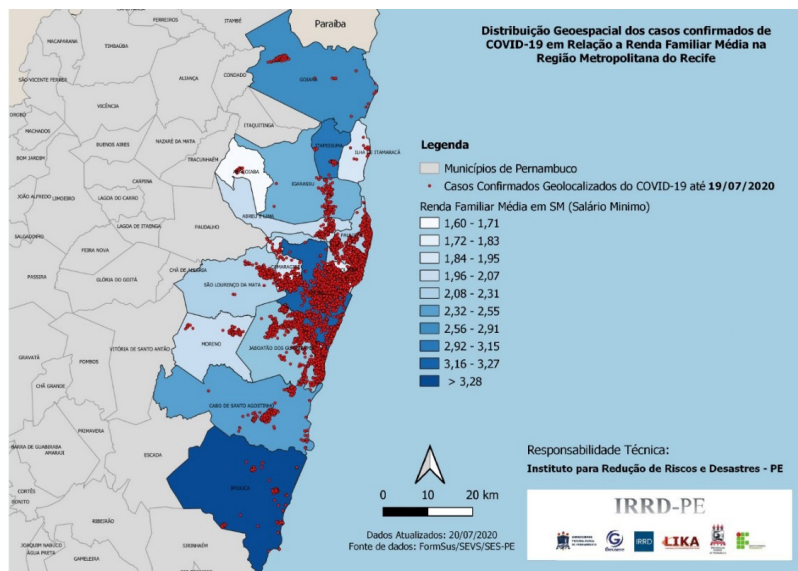 Distribuição Geoespacial dos casos confirmados de
COVID-19 em Relação a Renda Familiar Média na
Região Metropolitana do Recife
Paraíba
FERREIROS
ITAMBÉ
MACAPARANA
TIMBAÚBA
CONDADO
GOIANA
SÃO VICENTE FERRER
ALIANÇA
ITAQUITINGA
VICÊNCIA
OROBÓ
MACHADOS
BUENOS AIRES
NAZARÉ DA MATA
ITAPISSUMA
ILHA DE ITAMARACÁ
BOM JARDIM
TRACUNHAÉM
ARAÇOIABA
IGARASSU
CARPINA
JOÃO ALFREDO
LIMOEIRO
LAGOA DO CARRO
ABREU E LIMA
LAGOA DE ITAENGA
PAUDALHO
SALGADINHO
FEIRA NOVA
CHÃ DE ALEGRIA
CAMARAGIBE
PASSIRA
GLÓRIA DO GOITÁ
SÃO LOURENÇO DA MATA
VITÓRIA DE SANTO ANTÃO
MORENO
JABOATÃO DOS GUARARAPES
GRAVATÁ
POMBOS
CHÃ GRANDE
CABO DE SANTO AGOSTINHO
PRIMAVERA
BARRA DE GUABIRABA
AMARAJI
ESCADA
IPOJUCA
CORTÊS
BONITO
RIBEIRÃO
JOAQUIM NABUCO
SIRINHAÉM
ÁGUA PRETA
GAMELEIRA
Legenda
Municípios de Pernambuco
Casos Confirmados Geolocalizados do COVID-19 até 19/07/2020
Renda Familiar Média em SM (Salário Minimo)
1,60 - 1,71
1,72 - 1,83
1,84 - 1,95
1,96 - 2,07
2,08 - 2,31
2,32 - 2,55
2,56 - 2,91
2,92 - 3,15
3,16 - 3,27
> 3,28
0 10 20 km
Dados Atualizados: 20/07/2020
Fonte de dados: FormSus/SEVS/SES-PE
Responsabilidade Técnica:
Instituto para Redução de Riscos e Desastres - PE
IRRD-PE
IRRD
LIKA